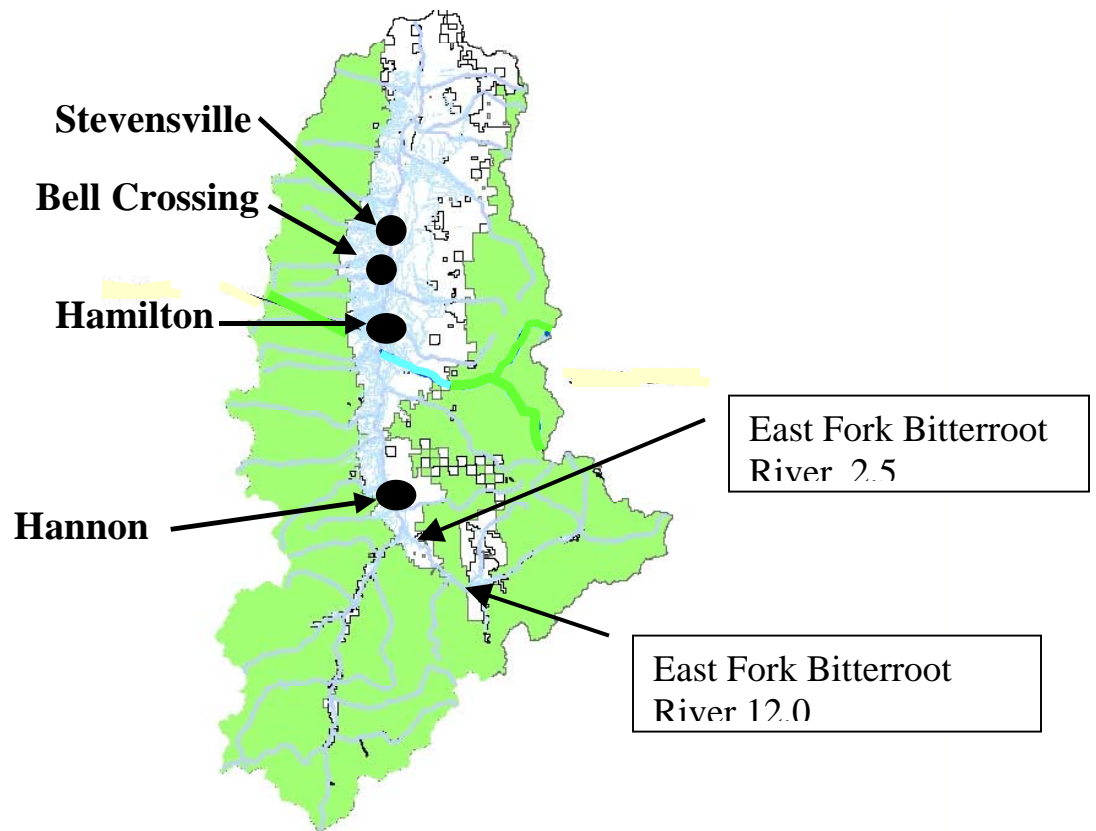 Stevensville
Bell Crossing
Hamilton
Hannon
East Fork Bitterroot
River 2.5
East Fork Bitterroot
River 12.0